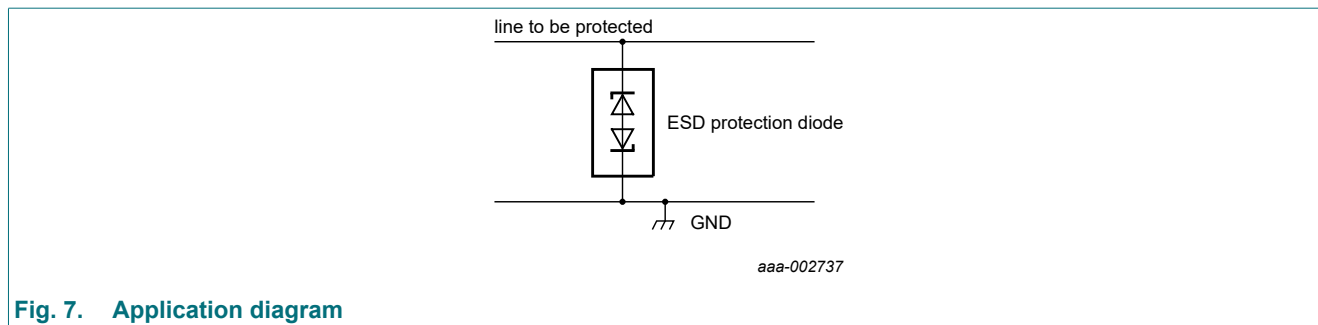 line to be protected
ESD protection diode
GND
aaa-002737
Fig. 7. Application diagram